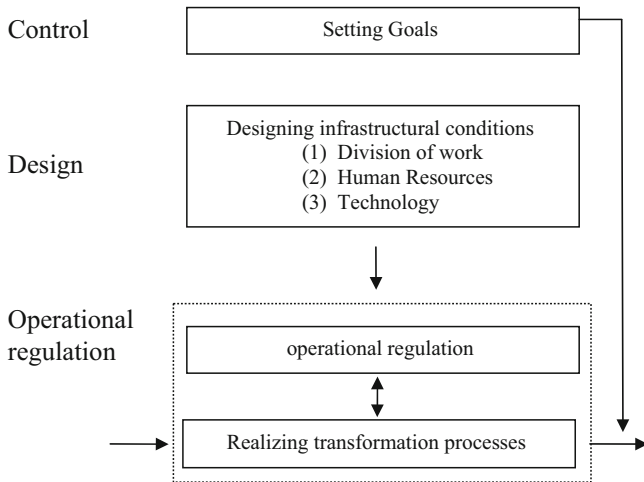 Control
Setting Goals
Design
Designing infrastructural conditions
(1) Division of work
(2) Human Resources
(3) Technology
Operational
regulation
operational regulation
Realizing transformation processes